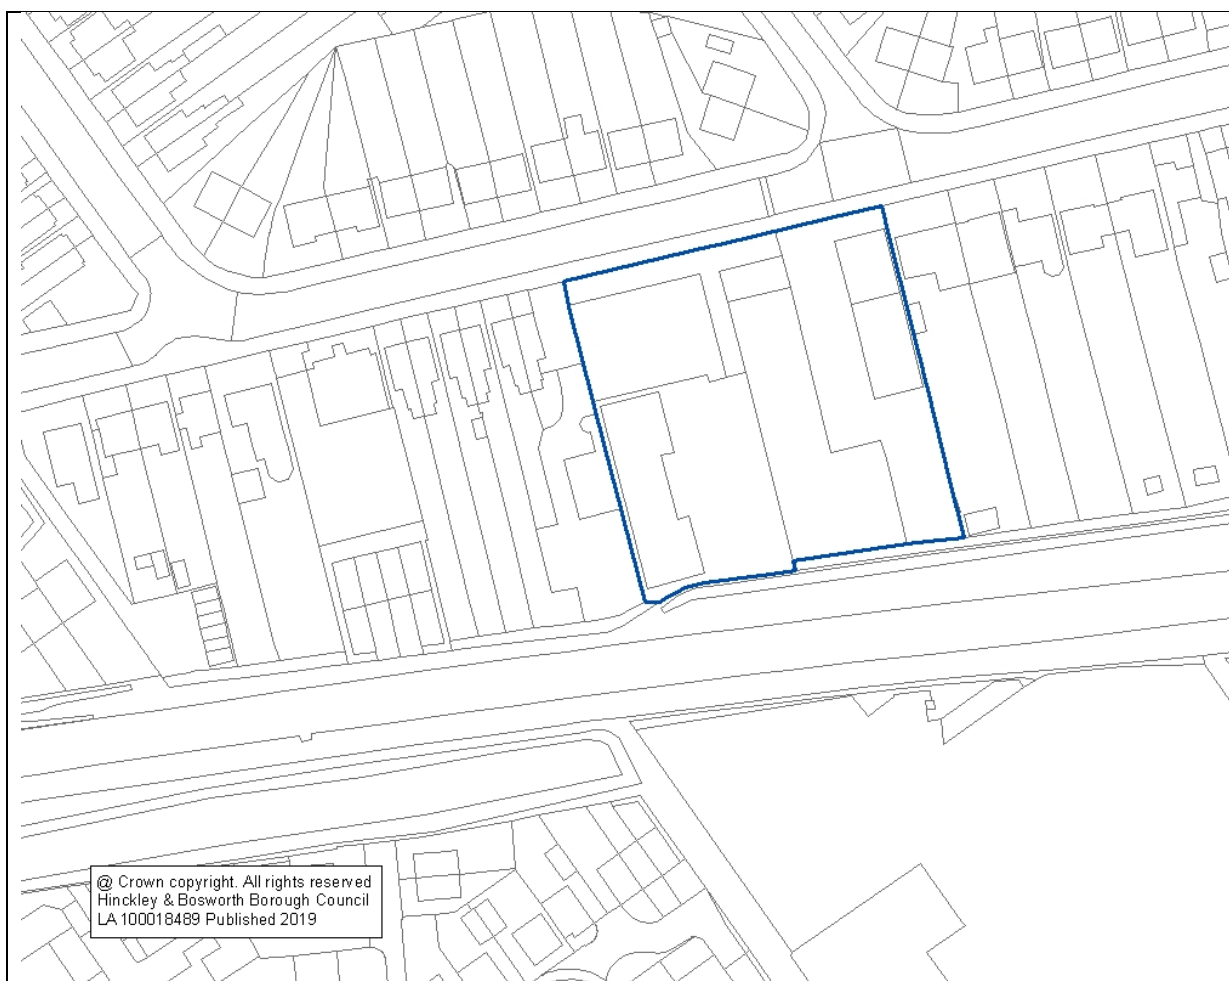 @ Crown copyright. All rights reserved
Hinckley & Bosworth Borough Council
LA 100018489 Published 2019